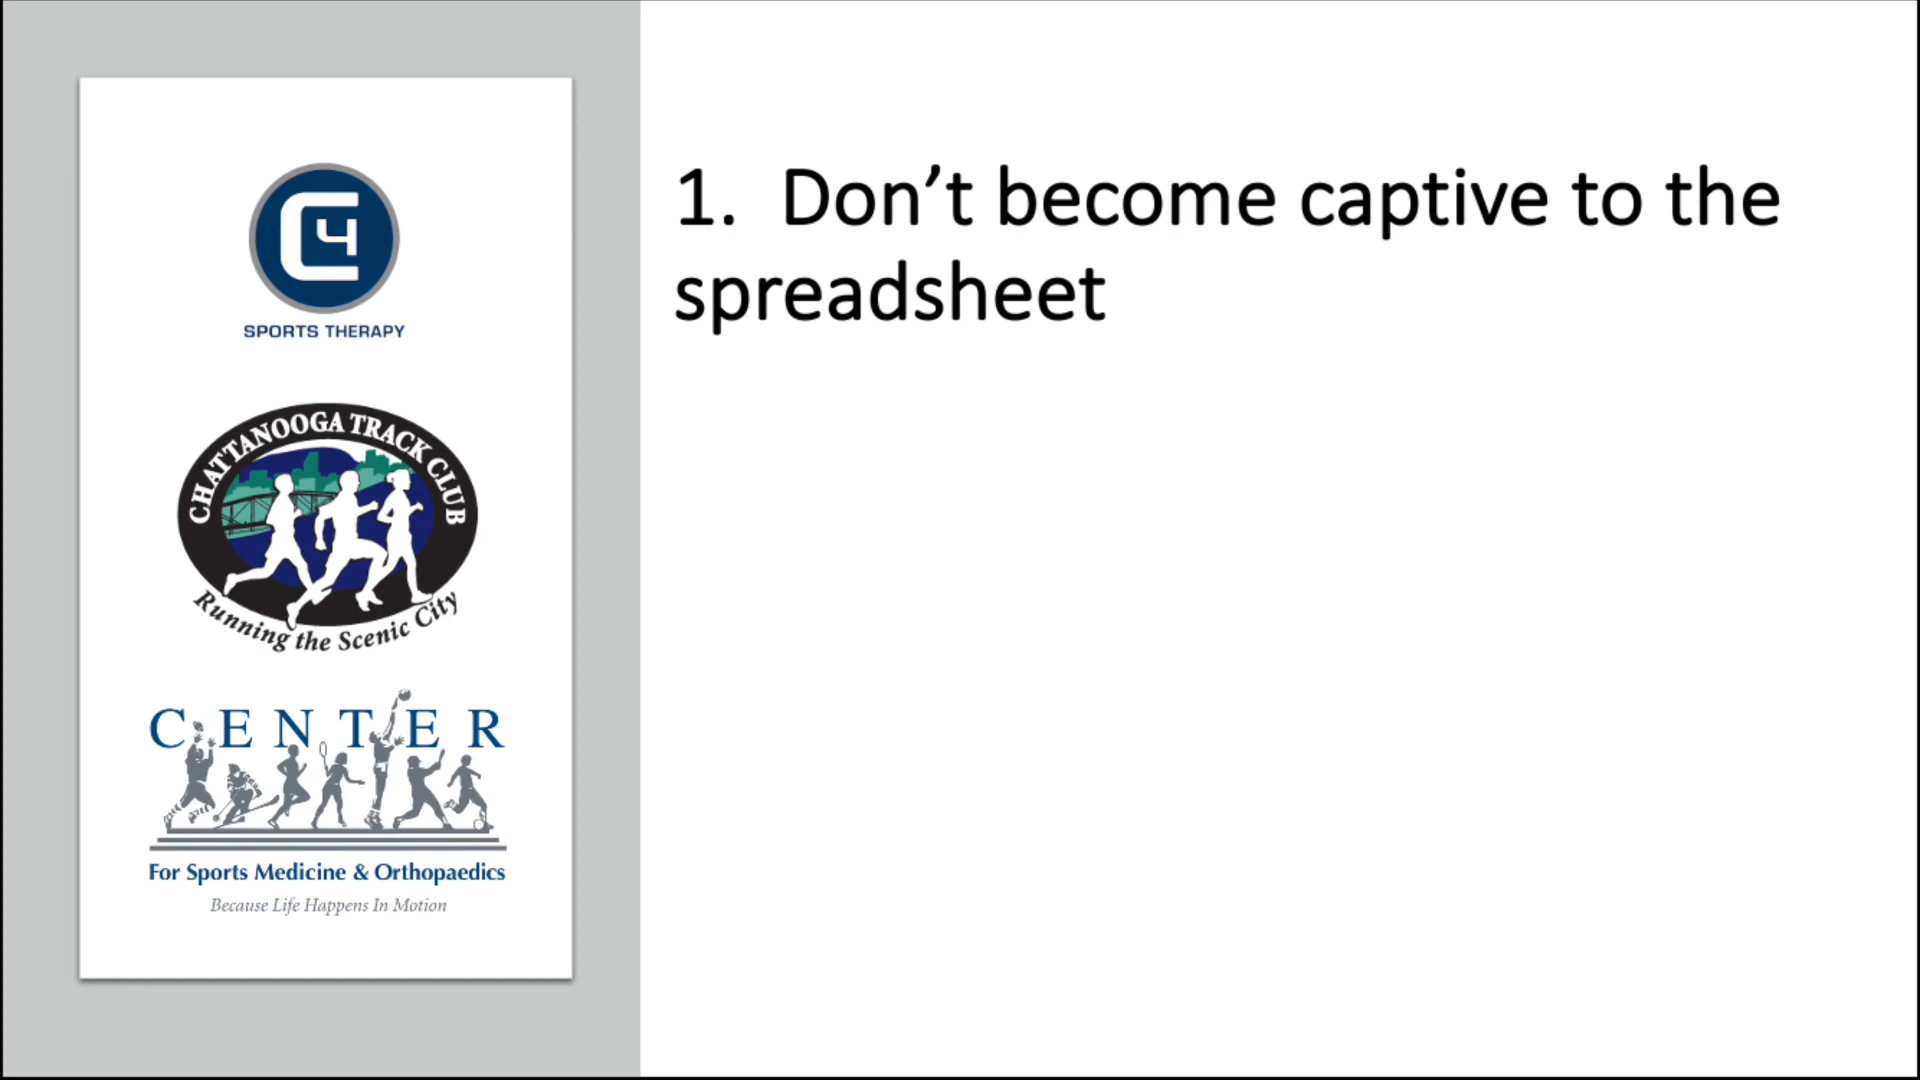 C4
SPORTS THERAPY
CHATTANOOGA TRACK CLUB
Running the Scenic City
CENTER
For Sports Medicine & Orthopaedics
Because Life Happens In Motion
1. Don’t become captive to the
spreadsheet